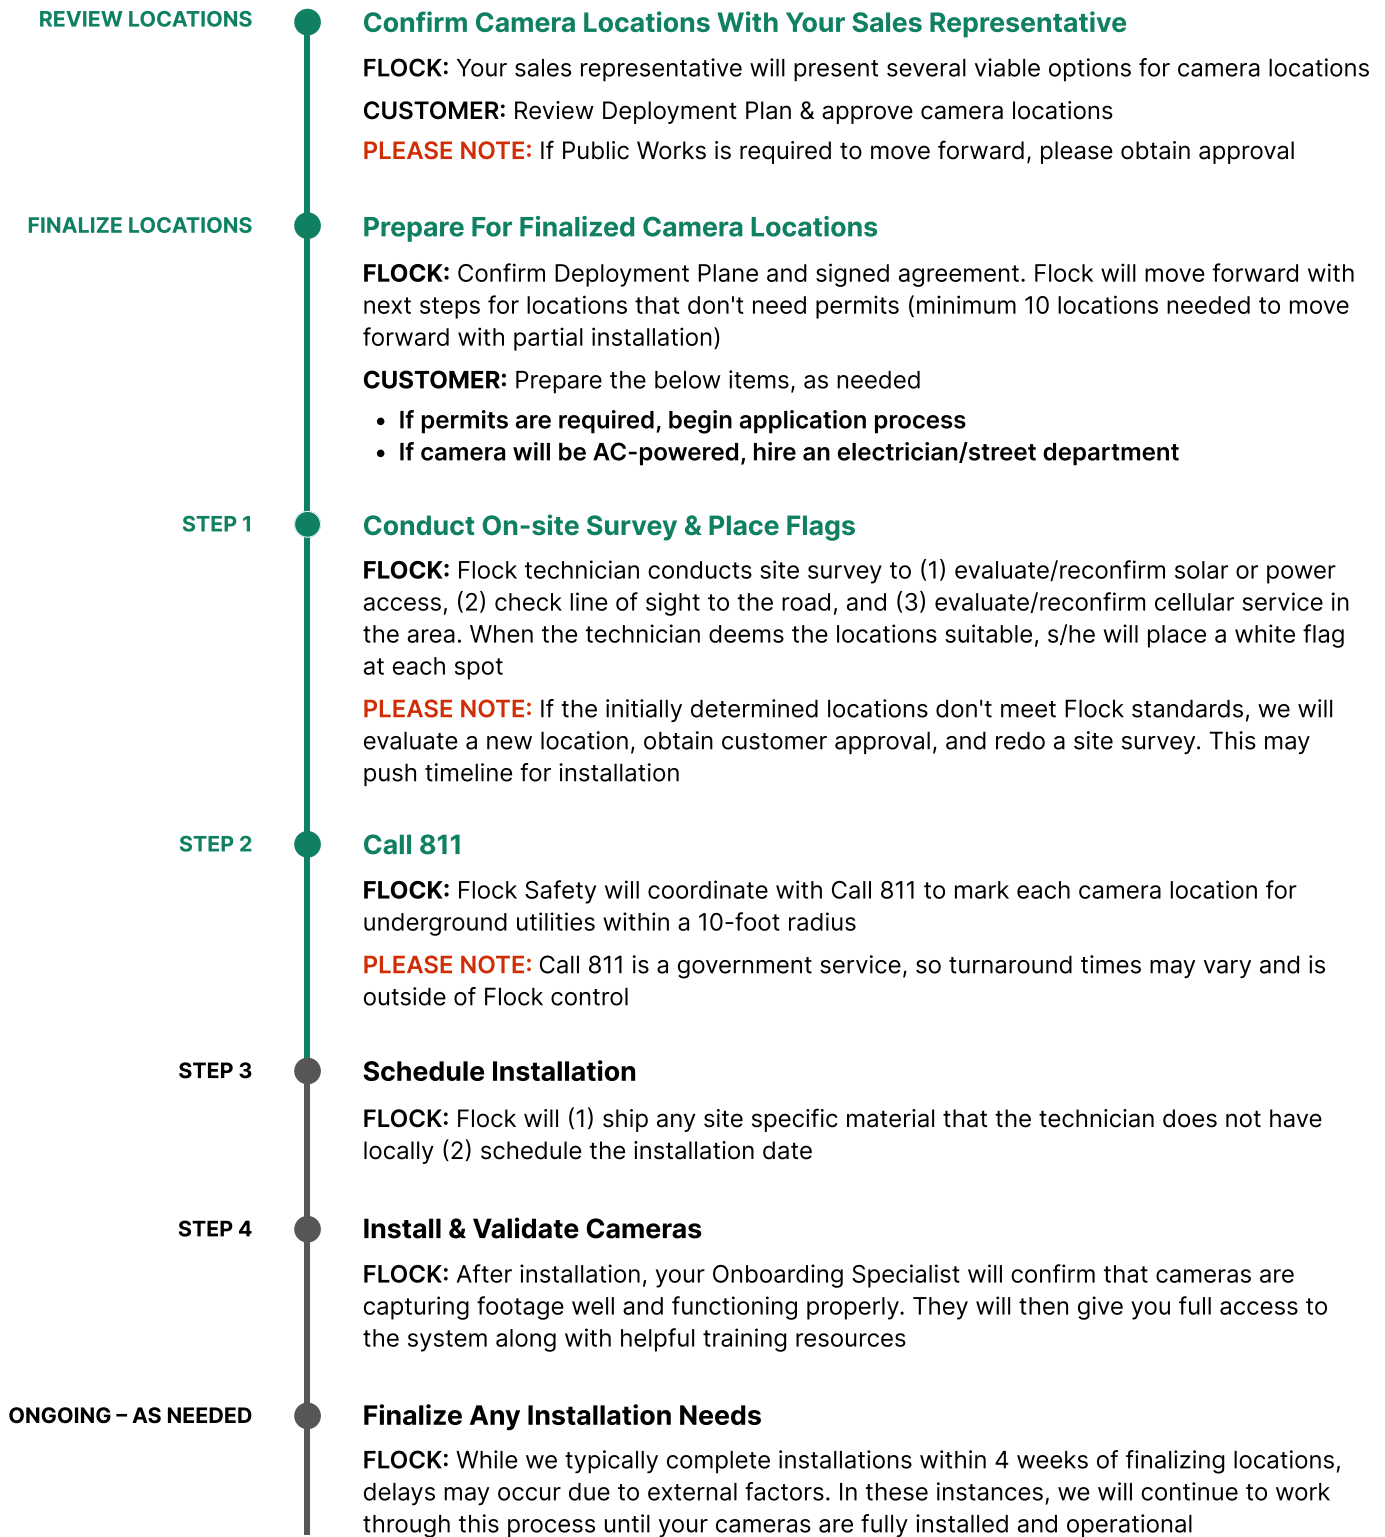 REVIEW LOCATIONS
Confirm Camera Locations With Your Sales Representative
FLOCK: Your sales representative will present several viable options for camera locations
CUSTOMER: Review Deployment Plan & approve camera locations
PLEASE NOTE: If Public Works is required to move forward, please obtain approval
FINALIZE LOCATIONS
Prepare For Finalized Camera Locations
FLOCK: Confirm Deployment Plane and signed agreement. Flock will move forward with
next steps for locations that don't need permits (minimum 10 locations needed to move
forward with partial installation)
CUSTOMER: Prepare the below items, as needed
• If permits are required, begin application process
• If camera will be AC-powered, hire an electrician/street department
STEP 1
Conduct On-site Survey & Place Flags
FLOCK: Flock technician conducts site survey to (1) evaluate/reconfirm solar or power
access, (2) check line of sight to the road, and (3) evaluate/reconfirm cellular service in
the area. When the technician deems the locations suitable, s/he will place a white flag
at each spot
PLEASE NOTE: If the initially determined locations don't meet Flock standards, we will
evaluate a new location, obtain customer approval, and redo a site survey. This may
push timeline for installation
STEP 2
Call 811
FLOCK: Flock Safety will coordinate with Call 811 to mark each camera location for
underground utilities within a 10-foot radius
PLEASE NOTE: Call 811 is a government service, so turnaround times may vary and is
outside of Flock control
STEP 3
Schedule Installation
FLOCK: Flock will (1) ship any site specific material that the technician does not have
locally (2) schedule the installation date
STEP 4
Install & Validate Cameras
FLOCK: After installation, your Onboarding Specialist will confirm that cameras are
capturing footage well and functioning properly. They will then give you full access to
the system along with helpful training resources
ONGOING – AS NEEDED
Finalize Any Installation Needs
FLOCK: While we typically complete installations within 4 weeks of finalizing locations,
delays may occur due to external factors. In these instances, we will continue to work
through this process until your cameras are fully installed and operational